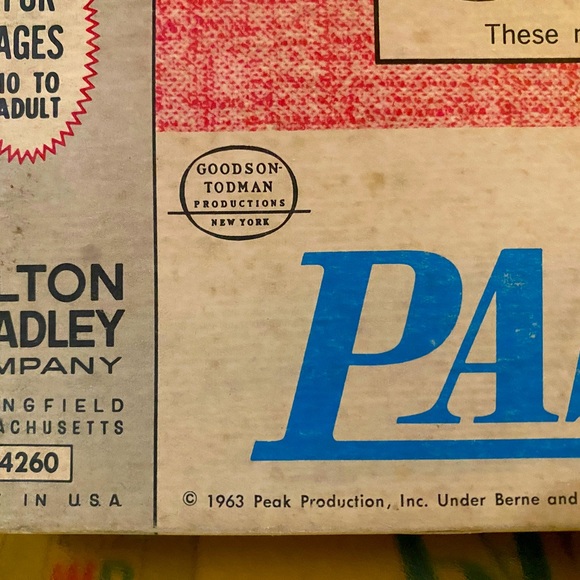 FOR
AGES
10 TO
ADULT
These
GOODSON-
TODMAN
PRODUCTIONS
NEW YORK
LTON
ADLEY
MPANY
NGFIELD
ACHUSETTS
4260
IN U.S.A.
PA
© 1963 Peak Production, Inc. Under Berne and